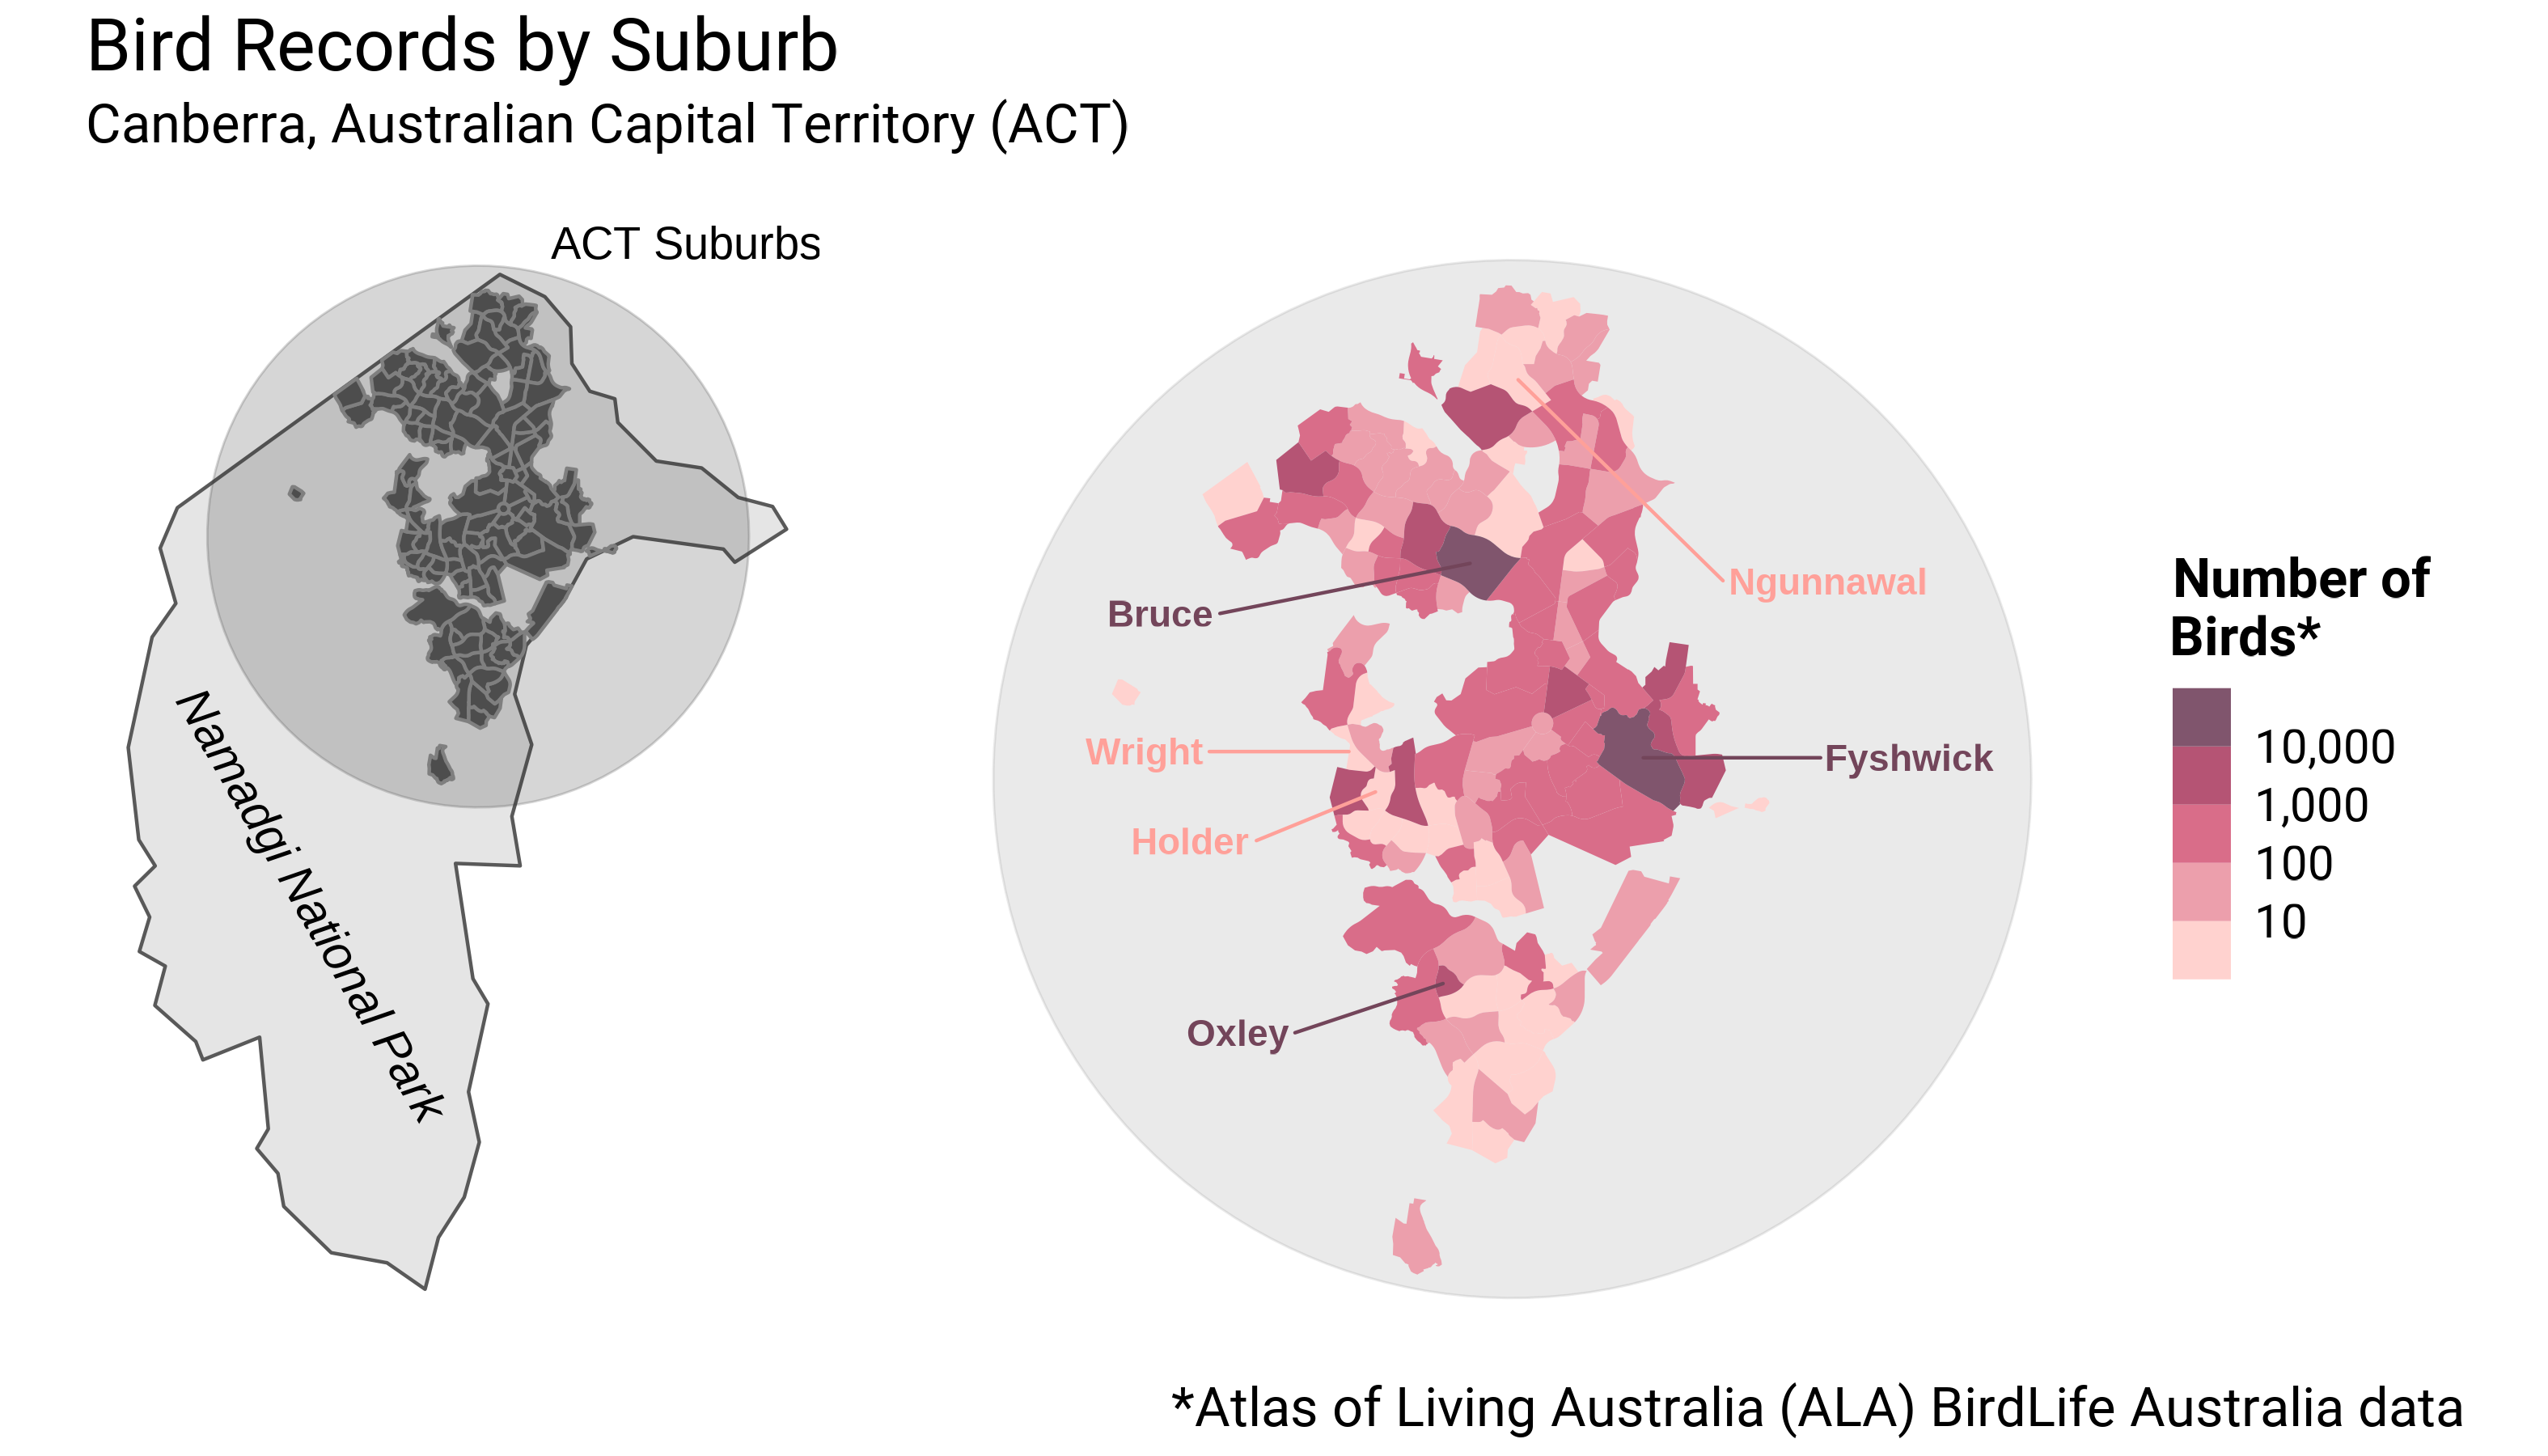 Bird Records by Suburb
Canberra, Australian Capital Territory (ACT)
ACT Suburbs
Namadgi National Park
Ngunnawal
Bruce
Wright
Fyshwick
Holder
Oxley
Number of
Birds*
10,000
1,000
100
10
*Atlas of Living Australia (ALA) BirdLife Australia data